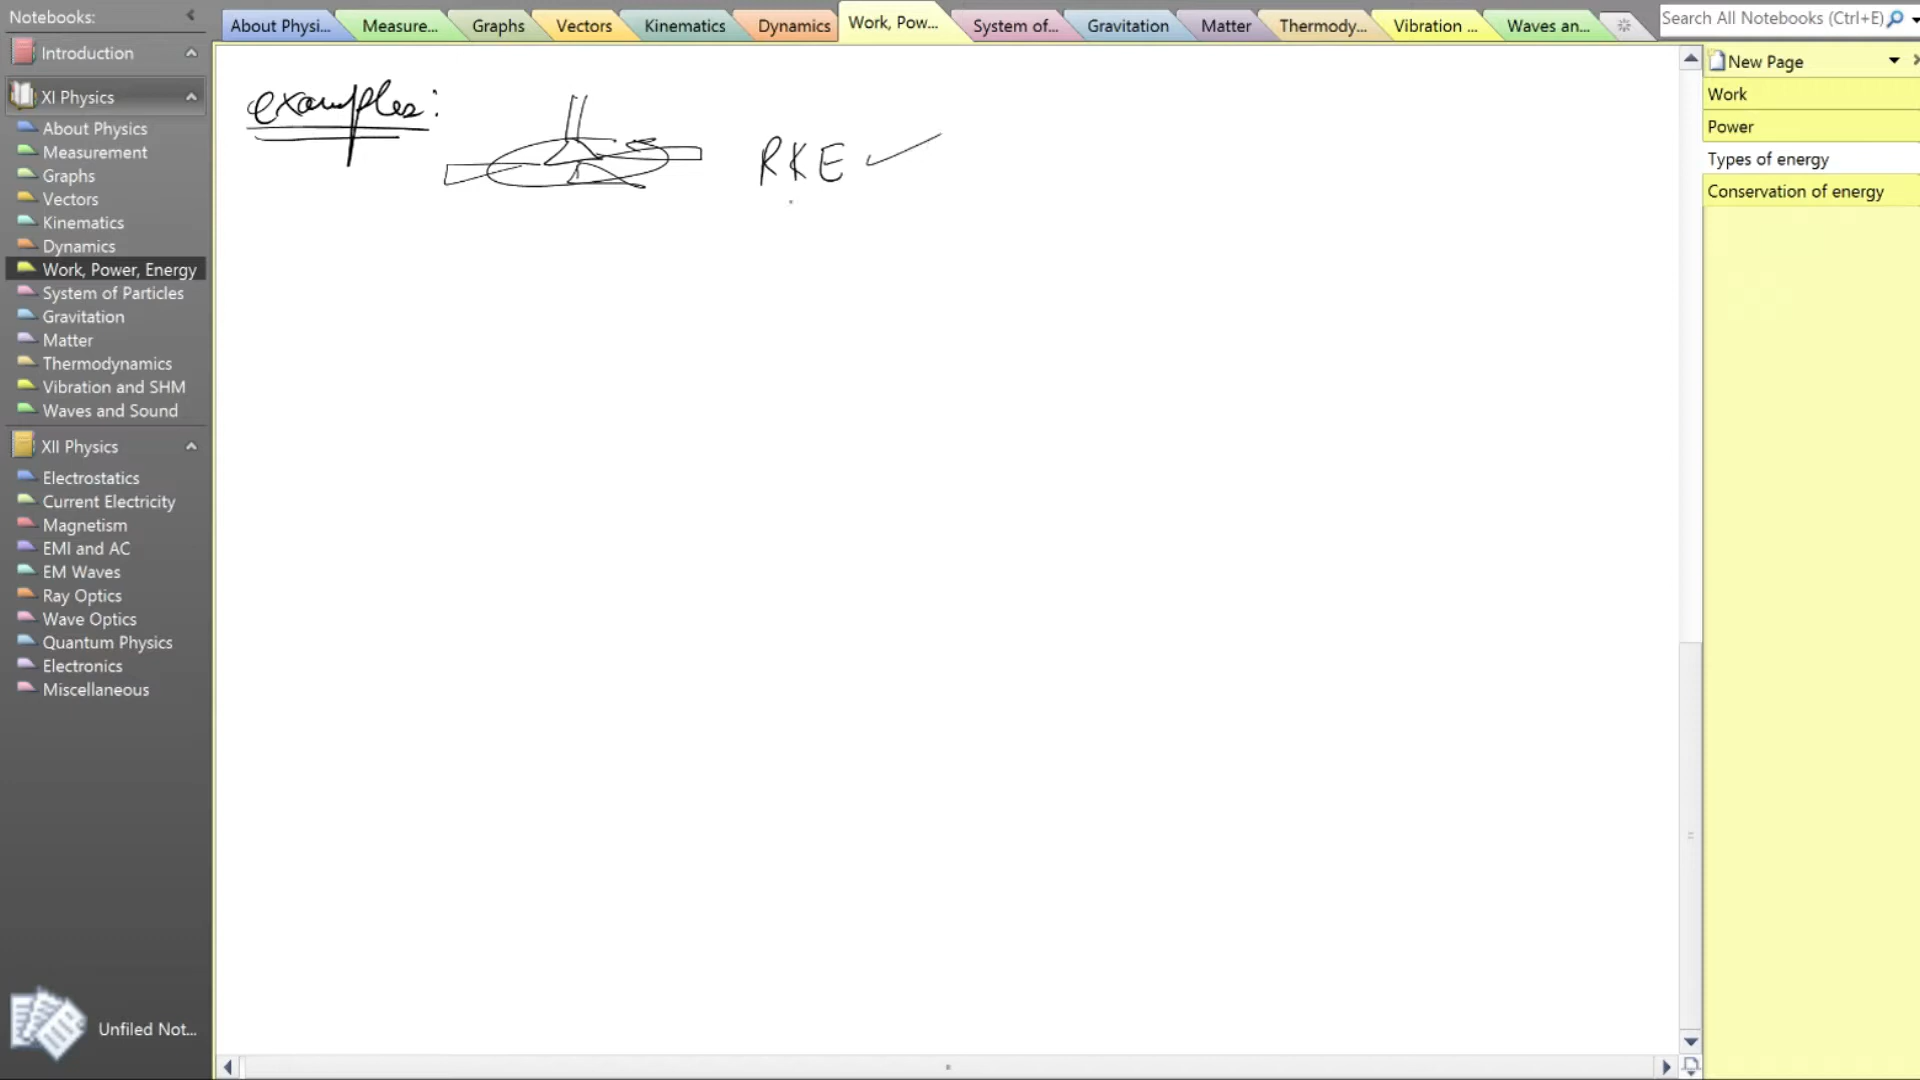 Notebooks:
Introduction
XI Physics
About Physics
Measurement
Graphs
Vectors
Kinematics
Dynamics
Work, Power, Energy
System of Particles
Gravitation
Matter
Thermodynamics
Vibration and SHM
Waves and Sound
XII Physics
Electrostatics
Current Electricity
Magnetism
EMI and AC
EM Waves
Ray Optics
Wave Optics
Quantum Physics
Electronics
Miscellaneous
Unfiled Not...
About Physi... Measure... Graphs Vectors Kinematics Dynamics Work, Pow... System of... Gravitation Matter Thermody... Vibration ... Waves an...
Search All Notebooks (Ctrl+E)
examples:
RKE
New Page
Work
Power
Types of energy
Conservation of energy